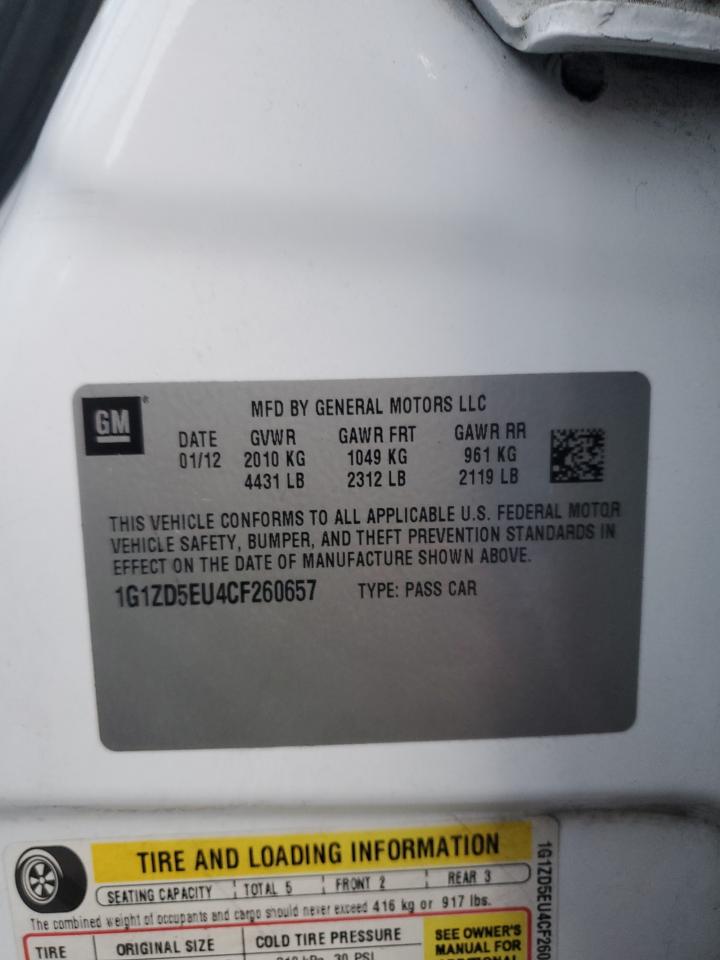 GM®
MFD BY GENERAL MOTORS LLC
DATE GVWR GAWR FRT GAWR RR
01/12 2010 KG 1049 KG 961 KG
4431 LB 2312 LB 2119 LB
THIS VEHICLE CONFORMS TO ALL APPLICABLE U.S. FEDERAL MOTOR
VEHICLE SAFETY, BUMPER, AND THEFT PREVENTION STANDARDS IN
EFFECT ON THE DATE OF MANUFACTURE SHOWN ABOVE.
1G1ZD5EU4CF260657 TYPE: PASS CAR
TIRE AND LOADING INFORMATION
SEATING CAPACITY TOTAL 5 FRONT 2 REAR 3
The combined weight of occupants and cargo should never exceed 416 kg or 917 lbs.
TIRE ORIGINAL SIZE COLD TIRE PRESSURE SEE OWNER'S
MANUAL FOR
30 PSI
1G1ZD5EU4CF260